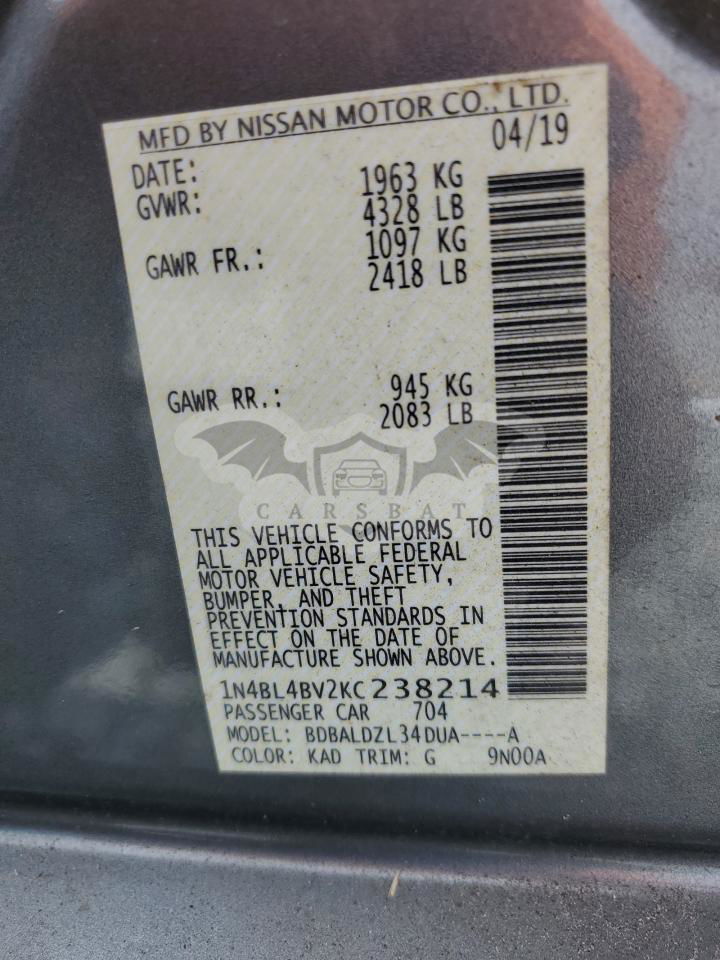 MFD BY NISSAN MOTOR CO., LTD.
DATE: 04/19
GVWR: 1963 KG
4328 LB
GAWR FR.: 1097 KG
2418 LB
GAWR RR.: 945 KG
2083 LB
CARSBAT
THIS VEHICLE CONFORMS TO
ALL APPLICABLE FEDERAL
MOTOR VEHICLE SAFETY,
BUMPER, AND THEFT
PREVENTION STANDARDS IN
EFFECT ON THE DATE OF
MANUFACTURE SHOWN ABOVE.
1N4BL4BV2KC238214
PASSENGER CAR 704
MODEL: BDBALDZL34DUA----A
COLOR: KAD TRIM: G 9N00A